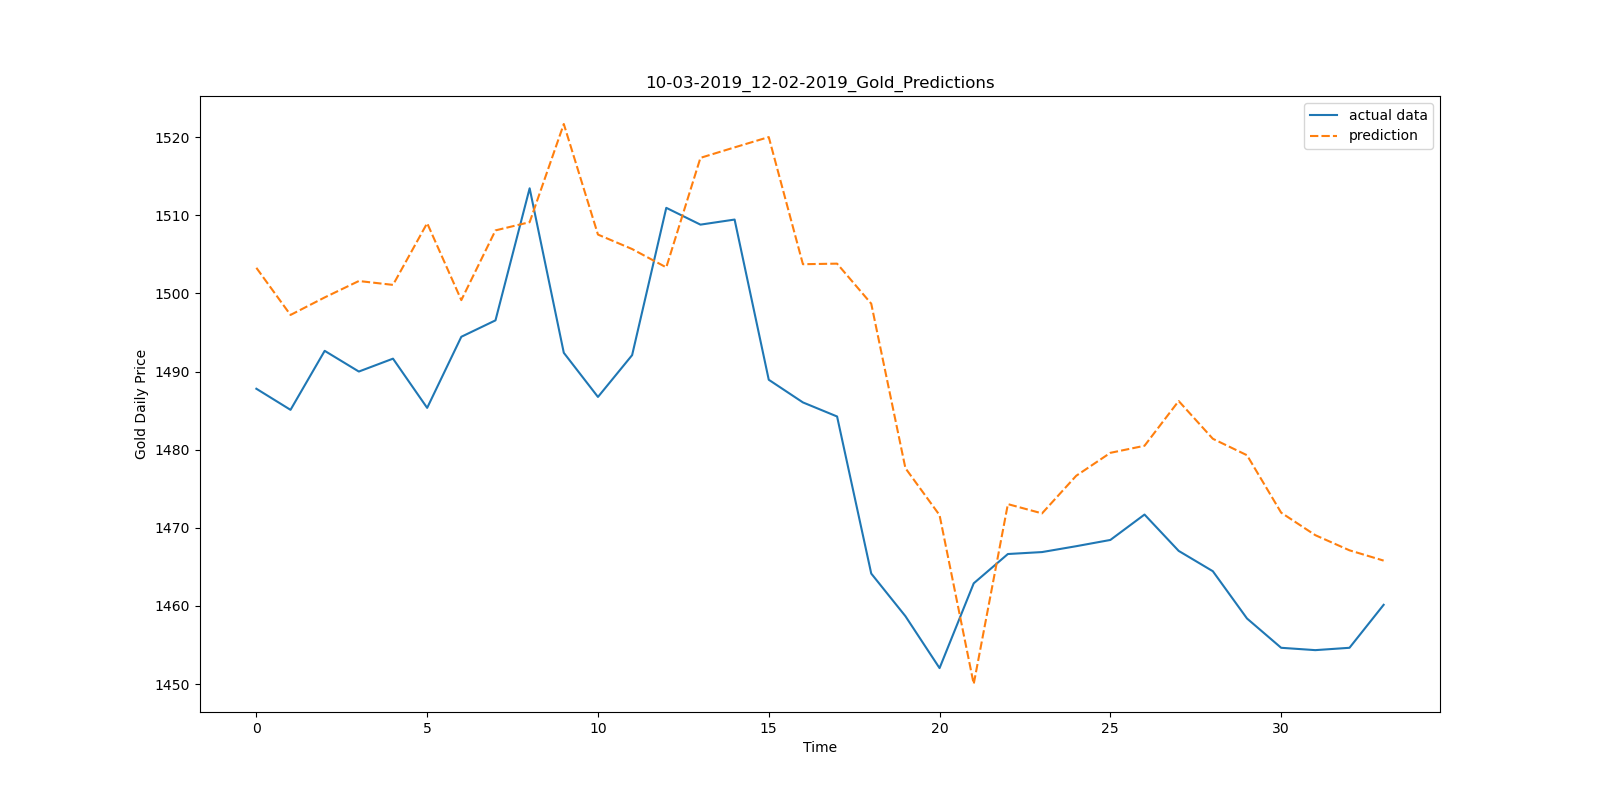 10-03-2019_12-02-2019_Gold_Predictions
actual data
prediction
1520
1510
1500
1490
1480
1470
1460
1450
Gold Daily Price
0 5 10 15 20 25 30
Time